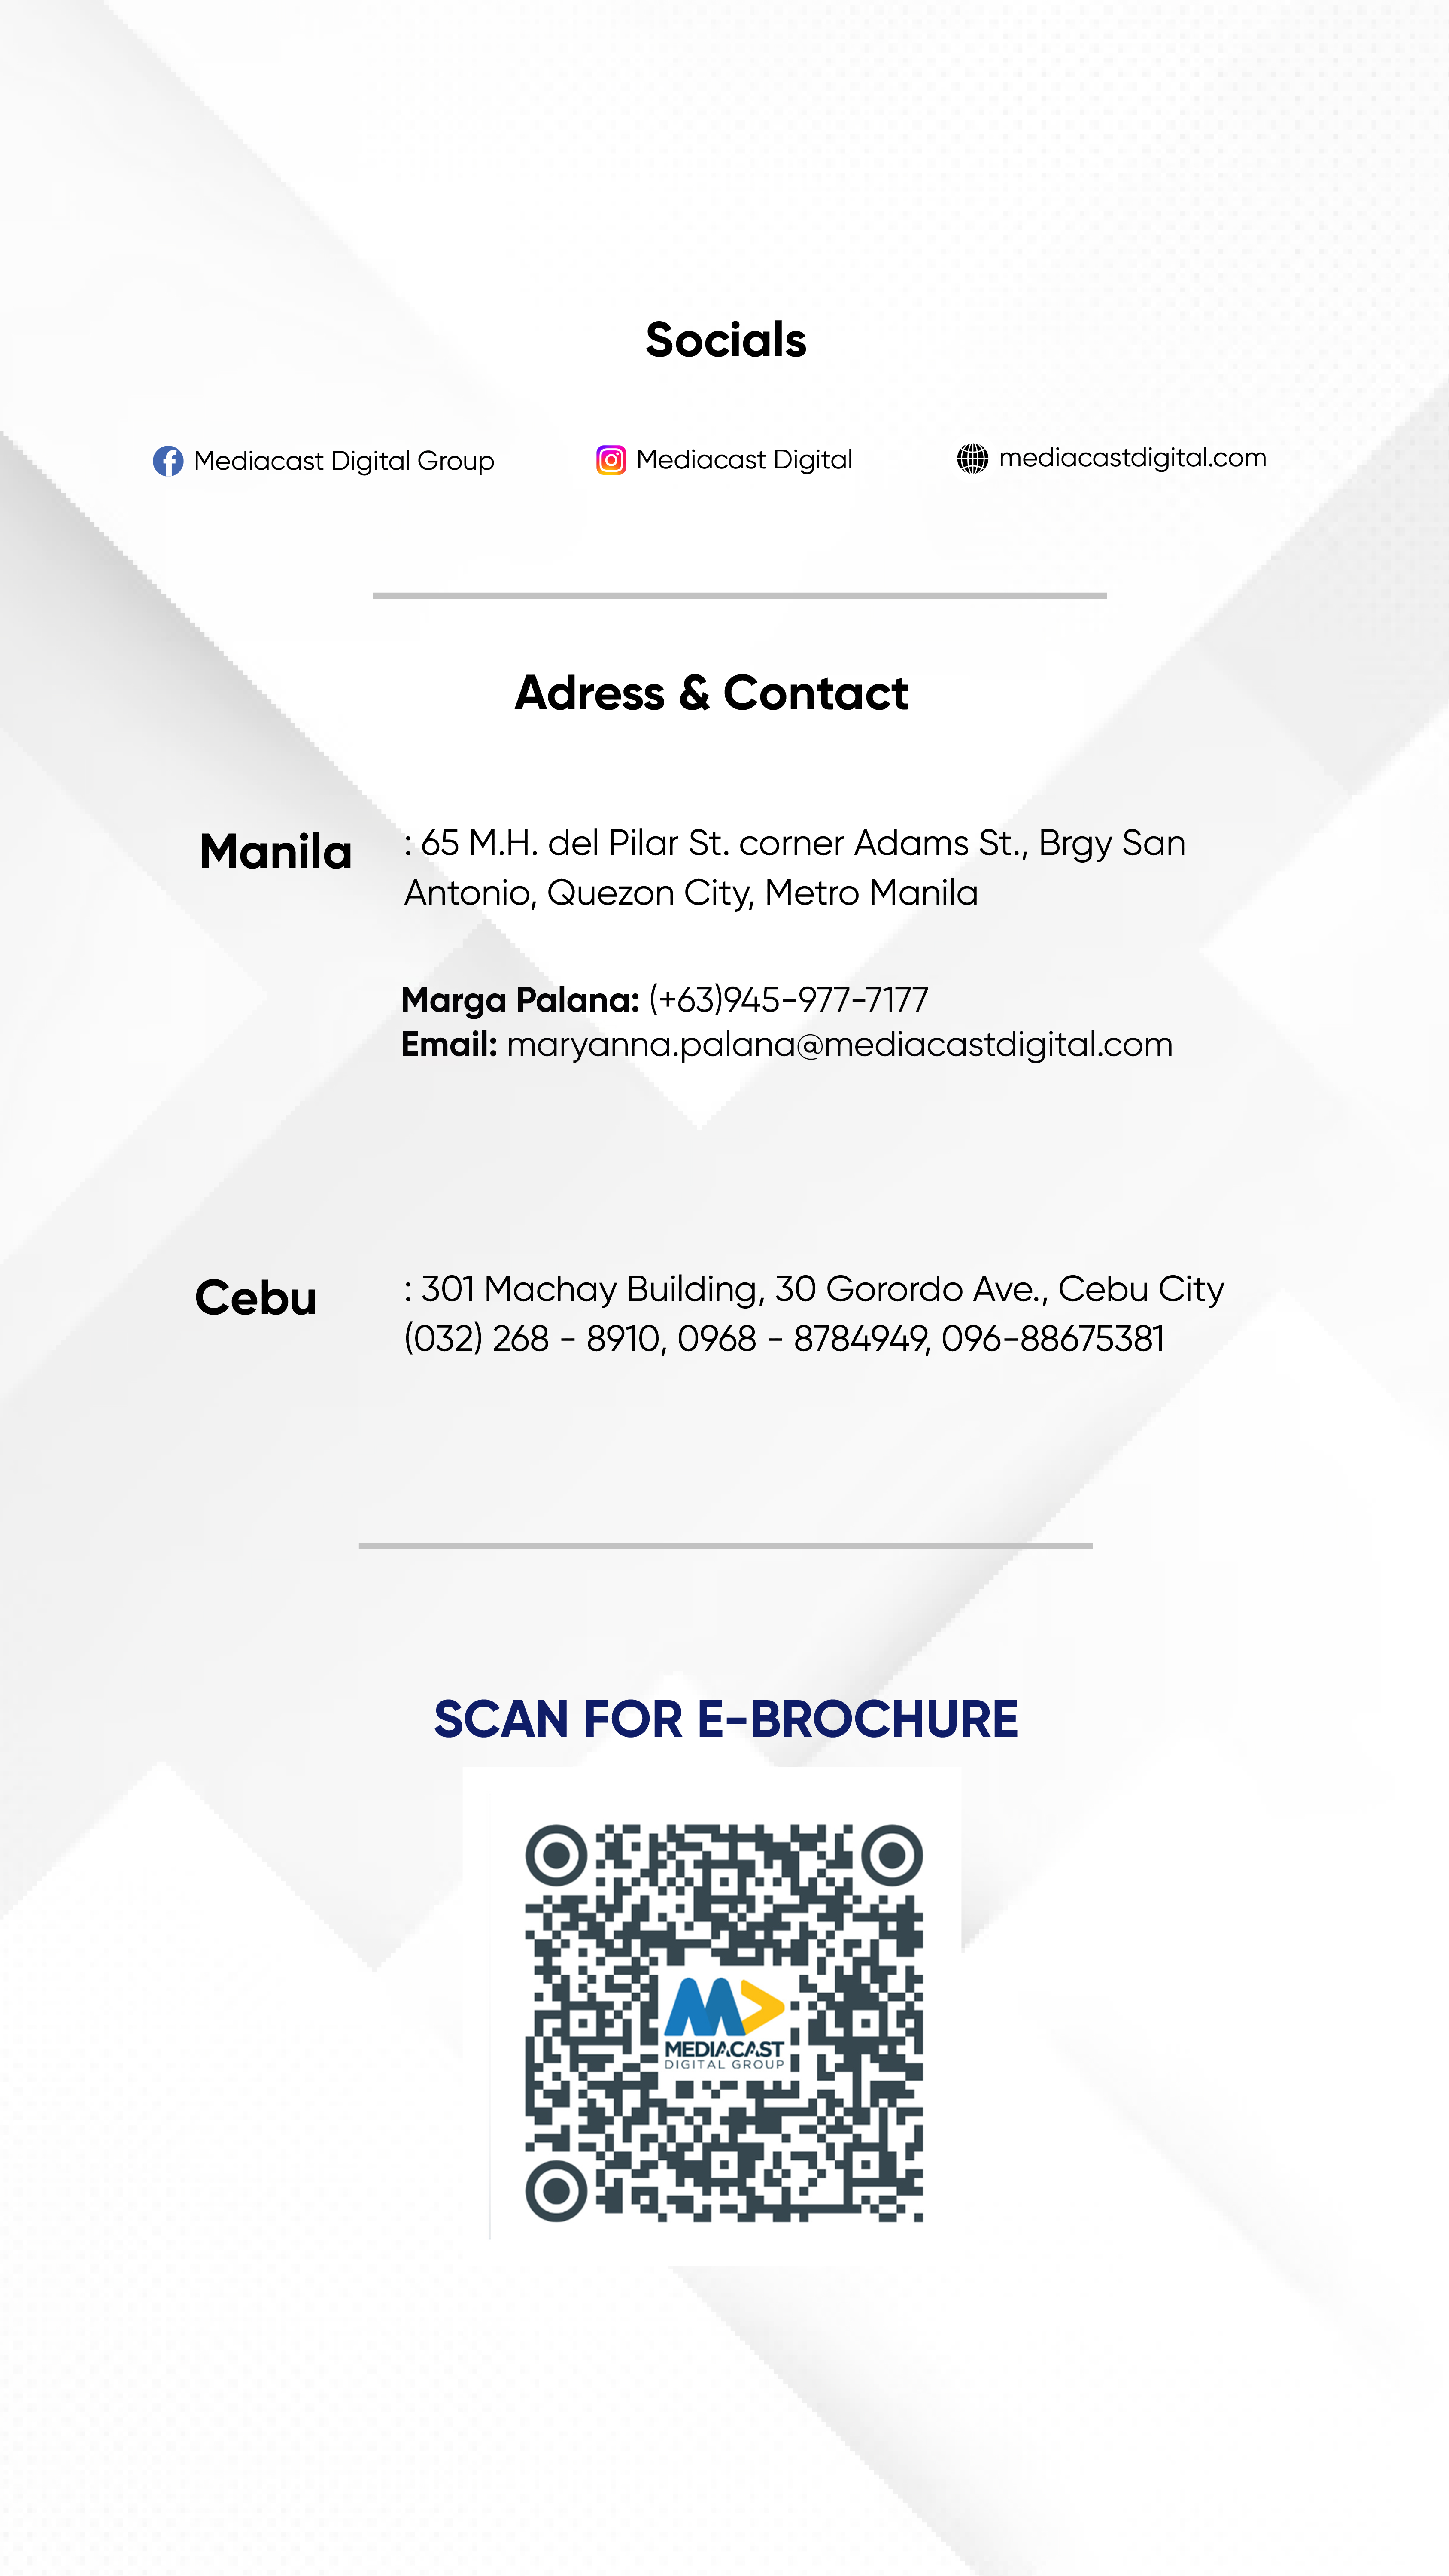 Socials
Mediacast Digital Group
Mediacast Digital
mediacastdigital.com
Adress & Contact
Manila
: 65 M.H. del Pilar St. corner Adams St., Brgy San
Antonio, Quezon City, Metro Manila
Marga Palana: (+63)945-977-7177
Email: maryanna.palana@mediacastdigital.com
Cebu
: 301 Machay Building, 30 Gorordo Ave., Cebu City
(032) 268 - 8910, 0968 - 8784949, 096-88675381
SCAN FOR E-BROCHURE
MEDIACAST
DIGITAL GROUP